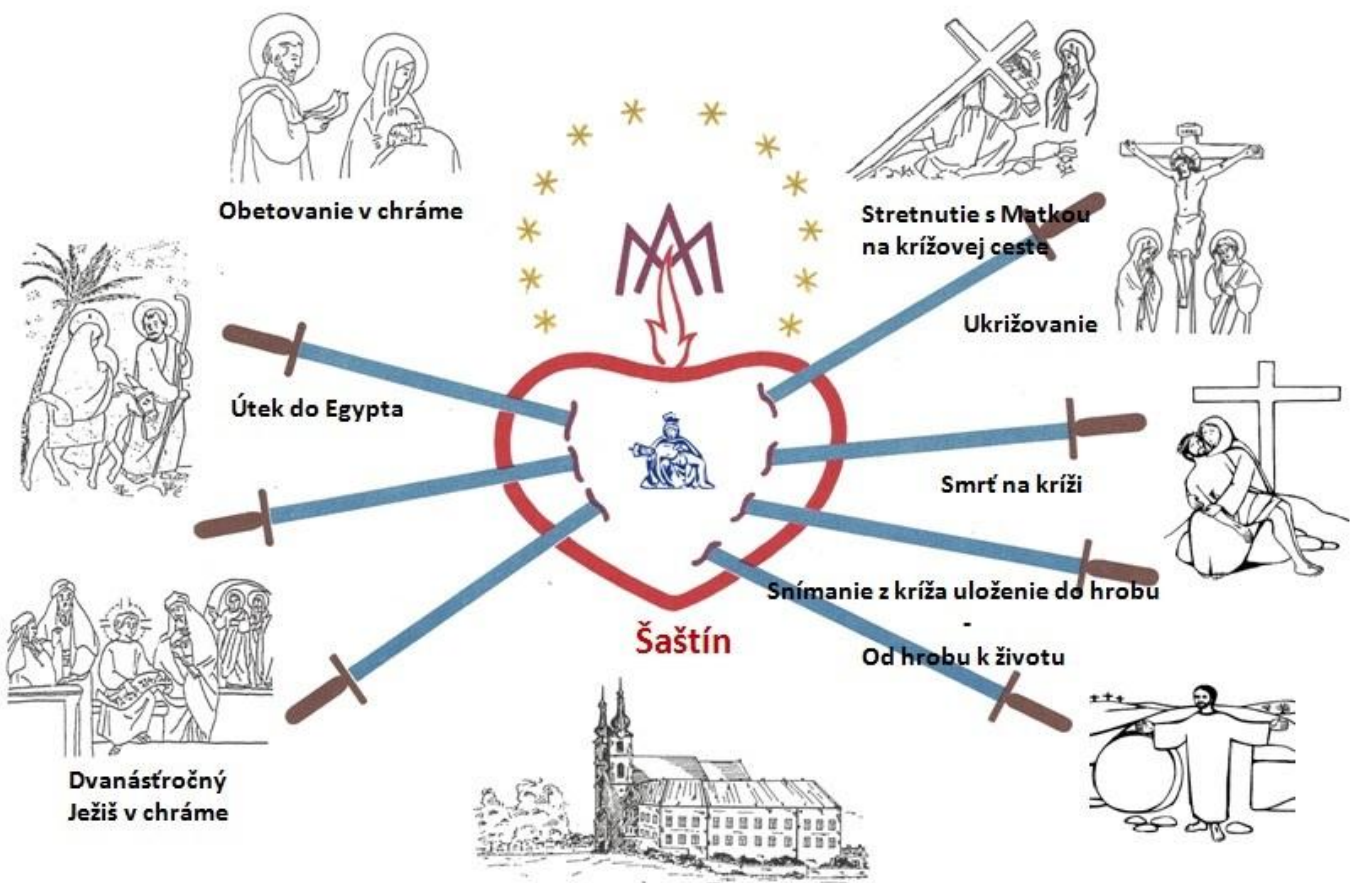 Obetovanie v chráme
Stretnutie s Matkou
na krížovej ceste
Ukrižovanie
Útek do Egypta
Smrť na kríži
Snímanie z kríža uloženie do hrobu
-
Od hrobu k životu
Šaštín
Dvanásťročný
Ježiš v chráme